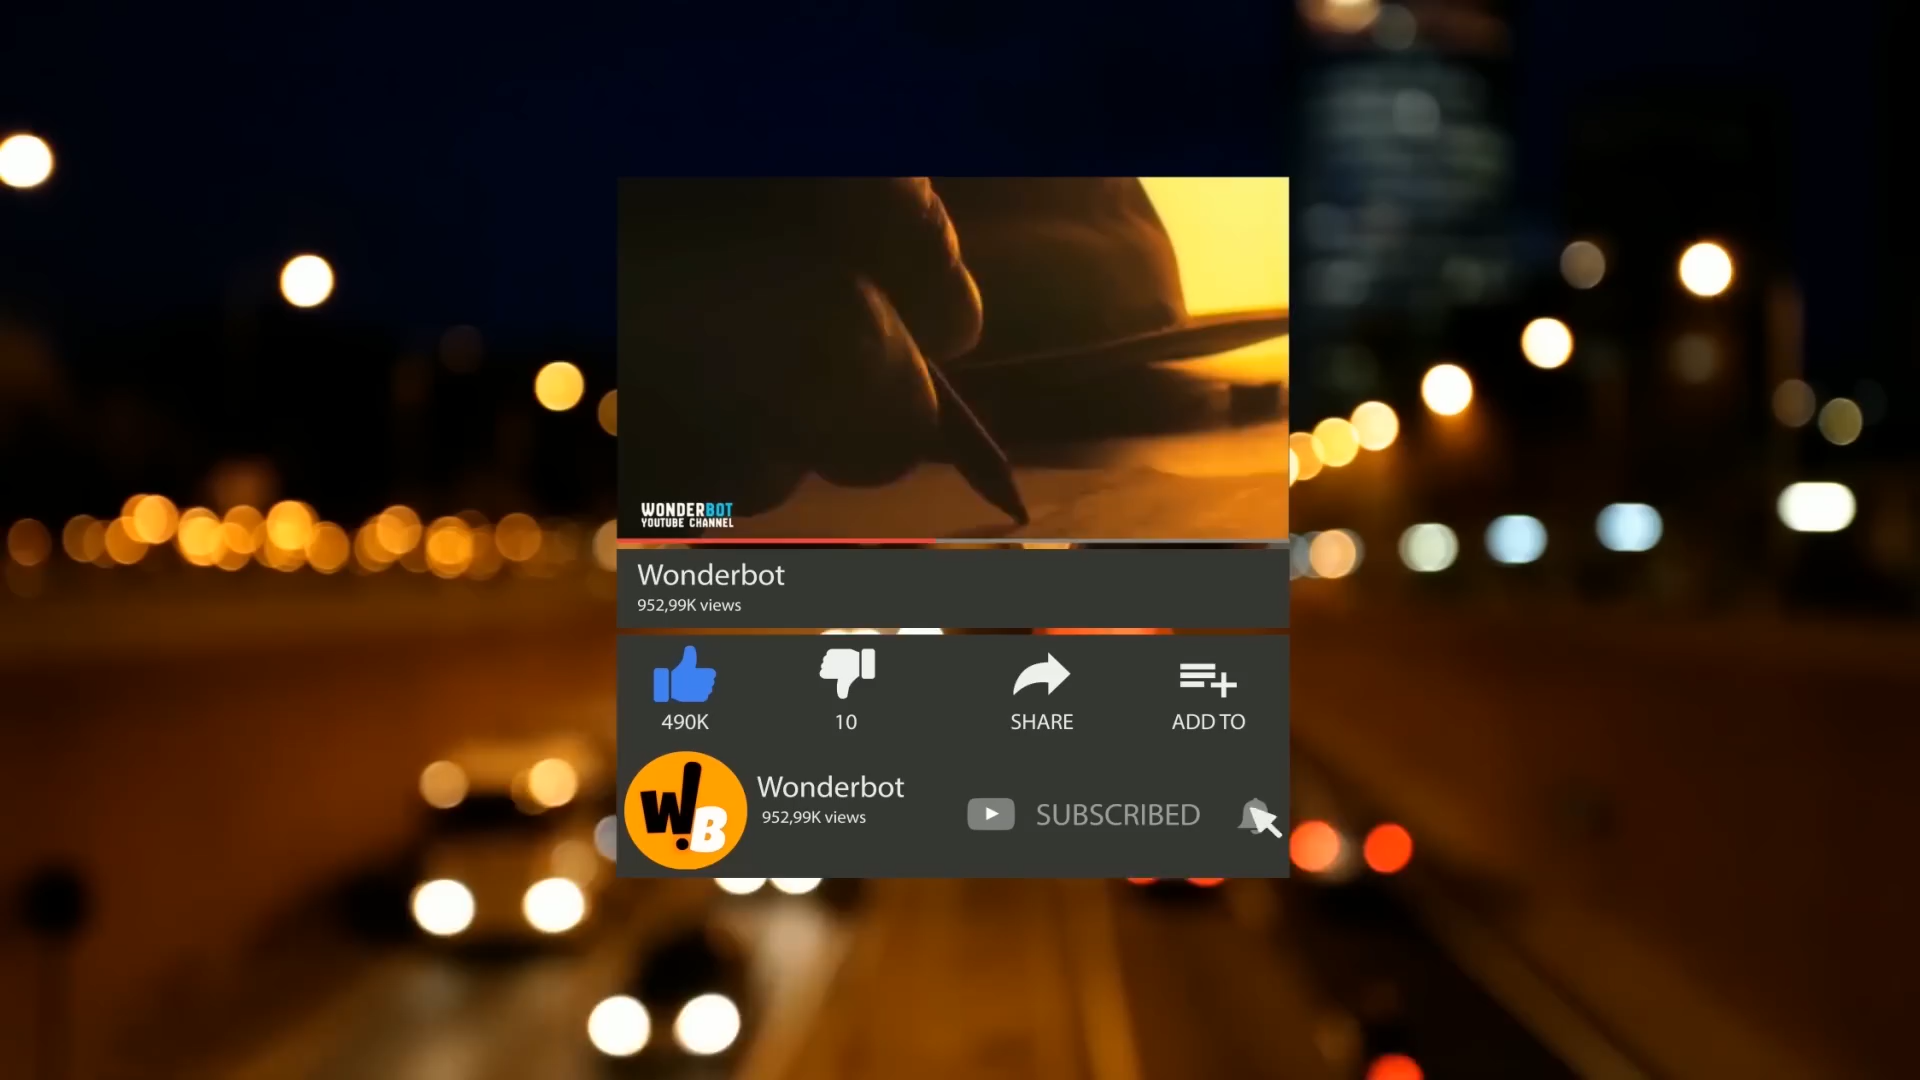 WONDERBOT
YOUTUBE CHANNEL
Wonderbot
952,99K views
490K
10
SHARE
ADD TO
W!B
Wonderbot
952,99K views
SUBSCRIBED